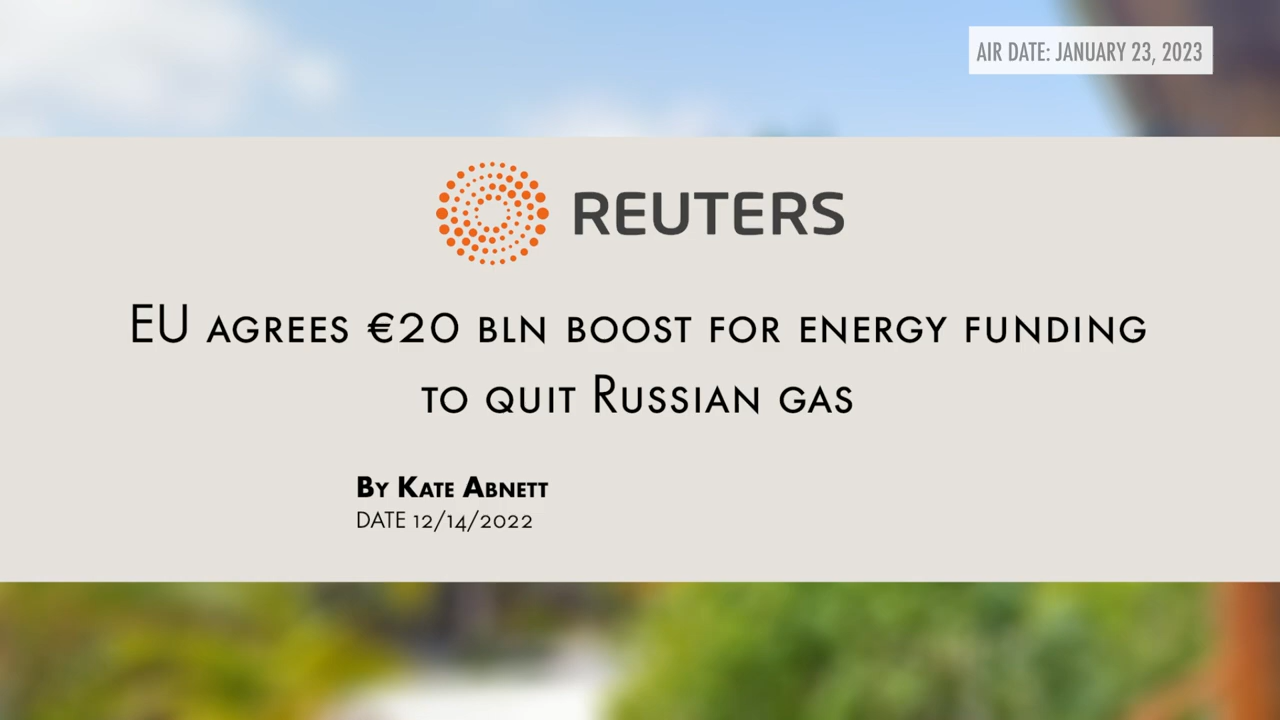 AIR DATE: JANUARY 23, 2023
REUTERS
EU AGREES €20 BLN BOOST FOR ENERGY FUNDING
TO QUIT RUSSIAN GAS
BY KATE ABNETT
DATE 12/14/2022